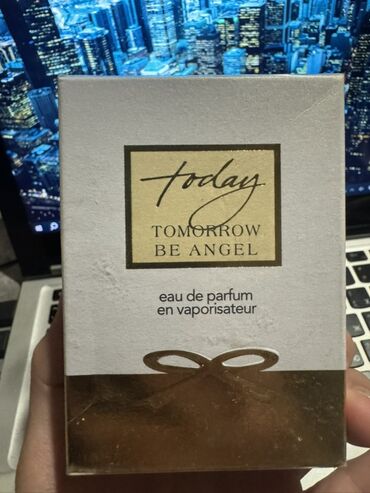 today
TOMORROW
BE ANGEL
eau de parfum
en vaporisateur